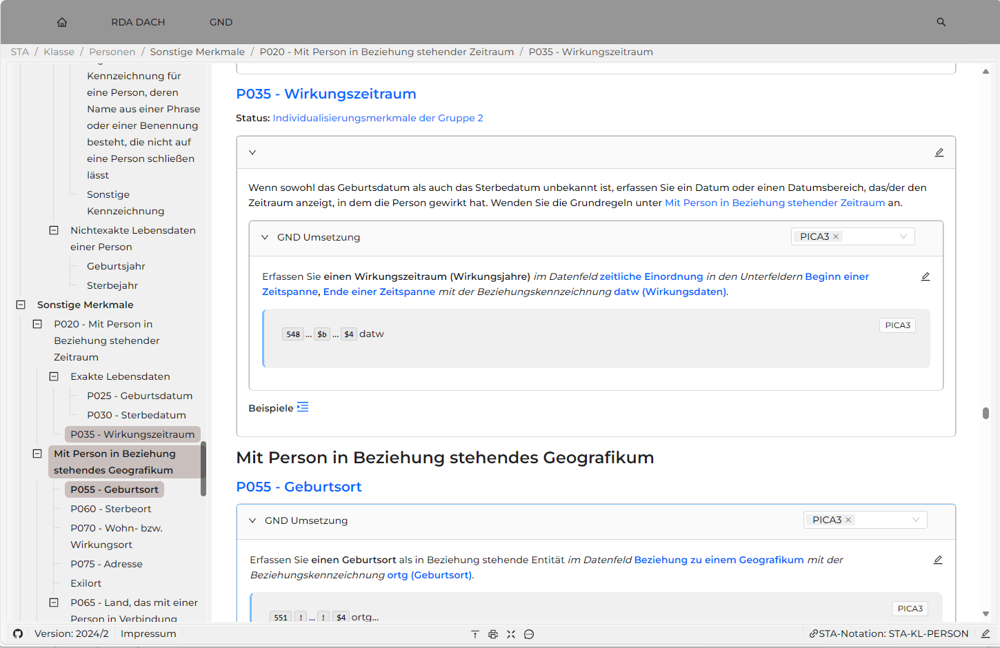 RDA DACH
GND
STA / Klasse / Personen / Sonstige Merkmale / P020 - Mit Person in Beziehung stehender Zeitraum / P035 - Wirkungszeitraum
Kennzeichnung für
eine Person, deren
Name aus einer Phrase
oder einer Benennung
besteht, die nicht auf
eine Person schließen
lässt
Sonstige
Kennzeichnung
Nichtexakte Lebensdaten
einer Person
Geburtsjahr
Sterbejahr
Sonstige Merkmale
P020 - Mit Person in
Beziehung stehender
Zeitraum
Exakte Lebensdaten
P025 - Geburtsdatum
P030 - Sterbedatum
P035 - Wirkungszeitraum
Mit Person in Beziehung
stehendes Geografikum
P055 - Geburtsort
P060 - Sterbeort
P070 - Wohn- bzw.
Wirkungsort
P075 - Adresse
Exilort
P065 - Land, das mit einer
Person in Verbindung
P035 - Wirkungszeitraum
Status: Individualisierungsmerkmale der Gruppe 2
Wenn sowohl das Geburtsdatum als auch das Sterbedatum unbekannt ist, erfassen Sie ein Datum oder einen Datumsbereich, das/der den
Zeitraum anzeigt, in dem die Person gewirkt hat. Wenden Sie die Grundregeln unter Mit Person in Beziehung stehender Zeitraum an.
GND Umsetzung
PICA3
Erfassen Sie einen Wirkungszeitraum (Wirkungsjahre) im Datenfeld zeitliche Einordnung in den Unterfeldern Beginn einer
Zeitspanne, Ende einer Zeitspanne mit der Beziehungskennzeichnung datw (Wirkungsdaten).
PICA3
548 ... $b ... $4 datw
Beispiele
Mit Person in Beziehung stehendes Geografikum
P055 - Geburtsort
GND Umsetzung
PICA3
Erfassen Sie einen Geburtsort als in Beziehung stehende Entität im Datenfeld Beziehung zu einem Geografikum mit der
Beziehungskennzeichnung ortg (Geburtsort).
PICA3
551 ! ... ! $4 ortg...
Version: 2024/2
Impressum
STA-Notation: STA-KL-PERSON